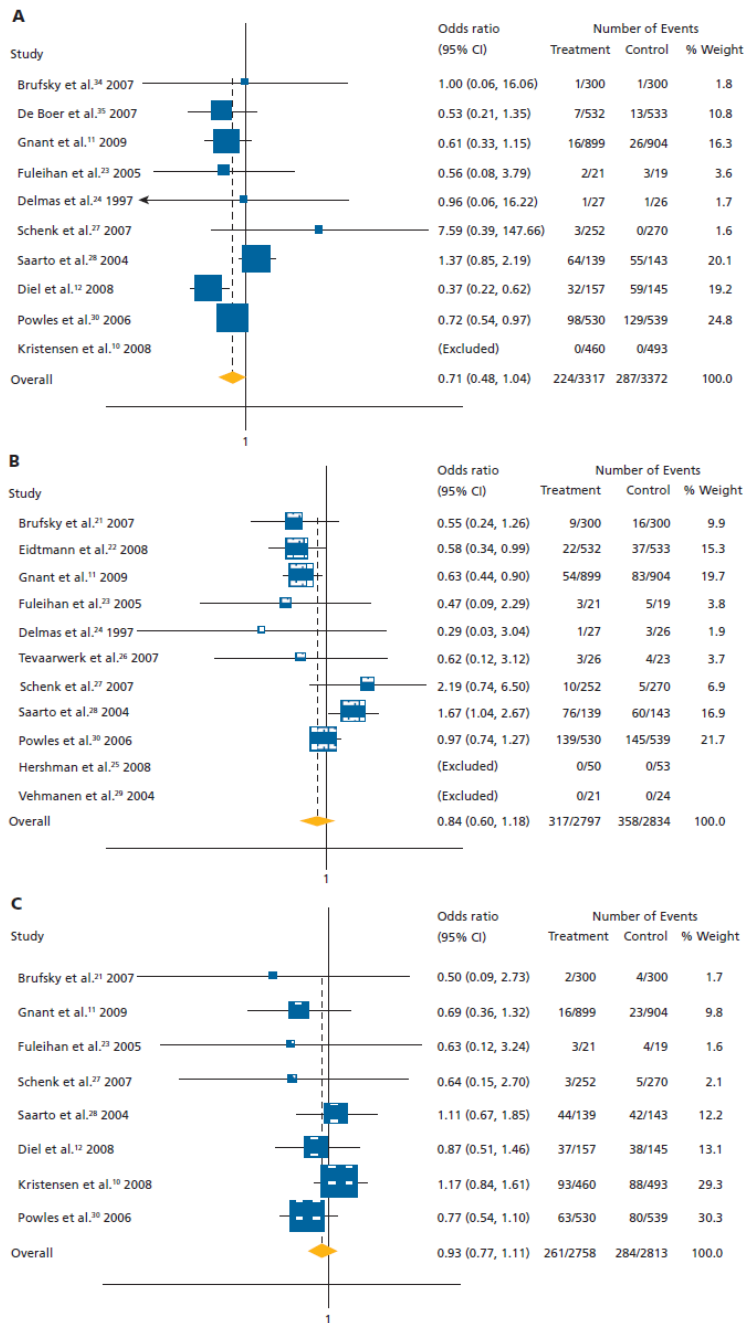 A
Odds ratio Number of Events
Study (95% CI) Treatment Control % Weight
Brufsky et al.³⁴ 2007 1.00 (0.06, 16.06) 1/300 1/300 1.8
De Boer et al.³⁵ 2007 0.53 (0.21, 1.35) 7/532 13/533 10.8
Gnant et al.¹¹ 2009 0.61 (0.33, 1.15) 16/899 26/904 16.3
Fuleihan et al.²³ 2005 0.56 (0.08, 3.79) 2/21 3/19 3.6
Delmas et al.²⁴ 1997 0.96 (0.06, 16.22) 1/27 1/26 1.7
Schenk et al.²⁷ 2007 7.59 (0.39, 147.66) 3/252 0/270 1.6
Saarto et al.²⁸ 2004 1.37 (0.85, 2.19) 64/139 55/143 20.1
Diel et al.¹² 2008 0.37 (0.22, 0.62) 32/157 59/145 19.2
Powles et al.³⁰ 2006 0.72 (0.54, 0.97) 98/530 129/539 24.8
Kristensen et al.¹⁰ 2008 (Excluded) 0/460 0/493
Overall 0.71 (0.48, 1.04) 224/3317 287/3372 100.0
1
B
Odds ratio Number of Events
Study (95% CI) Treatment Control % Weight
Brufsky et al.²¹ 2007 0.55 (0.24, 1.26) 9/300 16/300 9.9
Eidtmann et al.²² 2008 0.58 (0.34, 0.99) 22/532 37/533 15.3
Gnant et al.¹¹ 2009 0.63 (0.44, 0.90) 54/899 83/904 19.7
Fuleihan et al.²³ 2005 0.47 (0.09, 2.29) 3/21 5/19 3.8
Delmas et al.²⁴ 1997 0.29 (0.03, 3.04) 1/27 3/26 1.9
Tevaarwerk et al.²⁶ 2007 0.62 (0.12, 3.12) 3/26 4/23 3.7
Schenk et al.²⁷ 2007 2.19 (0.74, 6.50) 10/252 5/270 6.9
Saarto et al.²⁸ 2004 1.67 (1.04, 2.67) 76/139 60/143 16.9
Powles et al.³⁰ 2006 0.97 (0.74, 1.27) 139/530 145/539 21.7
Hershman et al.²⁵ 2008 (Excluded) 0/50 0/53
Vehmanen et al.²⁹ 2004 (Excluded) 0/21 0/24
Overall 0.84 (0.60, 1.18) 317/2797 358/2834 100.0
1
C
Odds ratio Number of Events
Study (95% CI) Treatment Control % Weight
Brufsky et al.²¹ 2007 0.50 (0.09, 2.73) 2/300 4/300 1.7
Gnant et al.¹¹ 2009 0.69 (0.36, 1.32) 16/899 23/904 9.8
Fuleihan et al.²³ 2005 0.63 (0.12, 3.24) 3/21 4/19 1.6
Schenk et al.²⁷ 2007 0.64 (0.15, 2.70) 3/252 5/270 2.1
Saarto et al.²⁸ 2004 1.11 (0.67, 1.85) 44/139 42/143 12.2
Diel et al.¹² 2008 0.87 (0.51, 1.46) 37/157 38/145 13.1
Kristensen et al.¹⁰ 2008 1.17 (0.84, 1.61) 93/460 88/493 29.3
Powles et al.³⁰ 2006 0.77 (0.54, 1.10) 63/530 80/539 30.3
Overall 0.93 (0.77, 1.11) 261/2758 284/2813 100.0
1